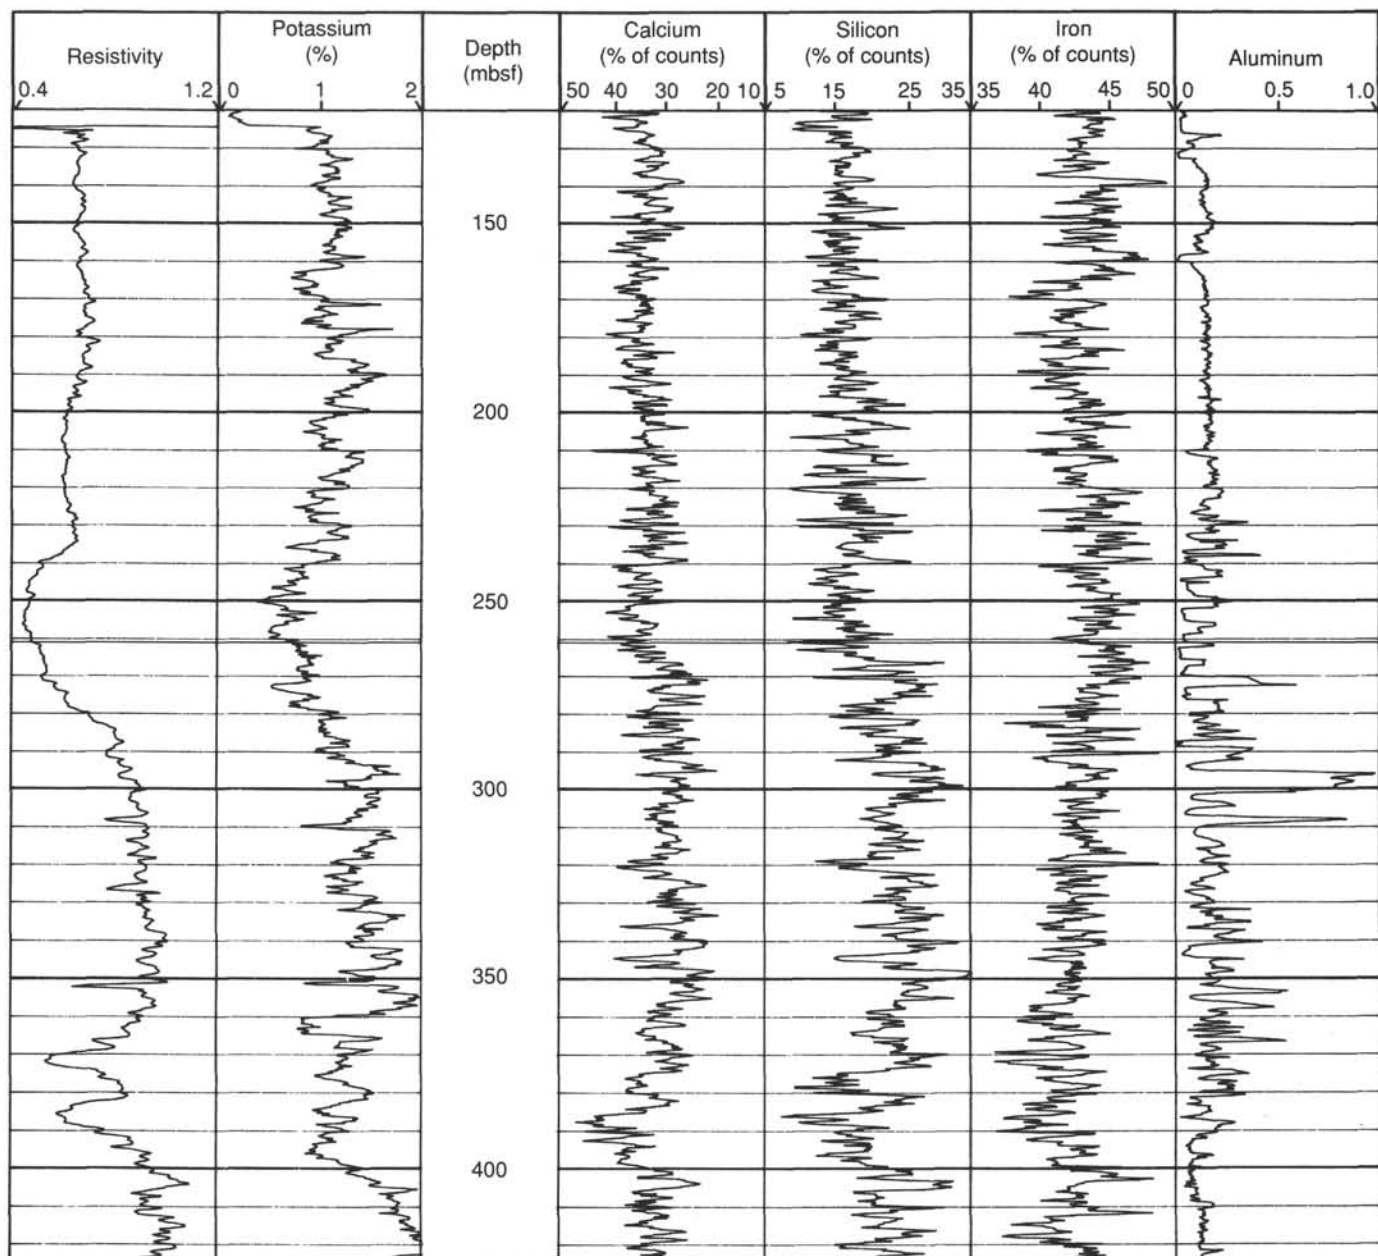 Resistivity
0.4 1.2
Potassium
(%)
0 1 2
Depth
(mbsf)
Calcium
(% of counts)
50 40 30 20 10
Silicon
(% of counts)
5 15 25 35
Iron
(% of counts)
35 40 45 50
Aluminum
0 0.5 1.0
150
200
250
300
350
400